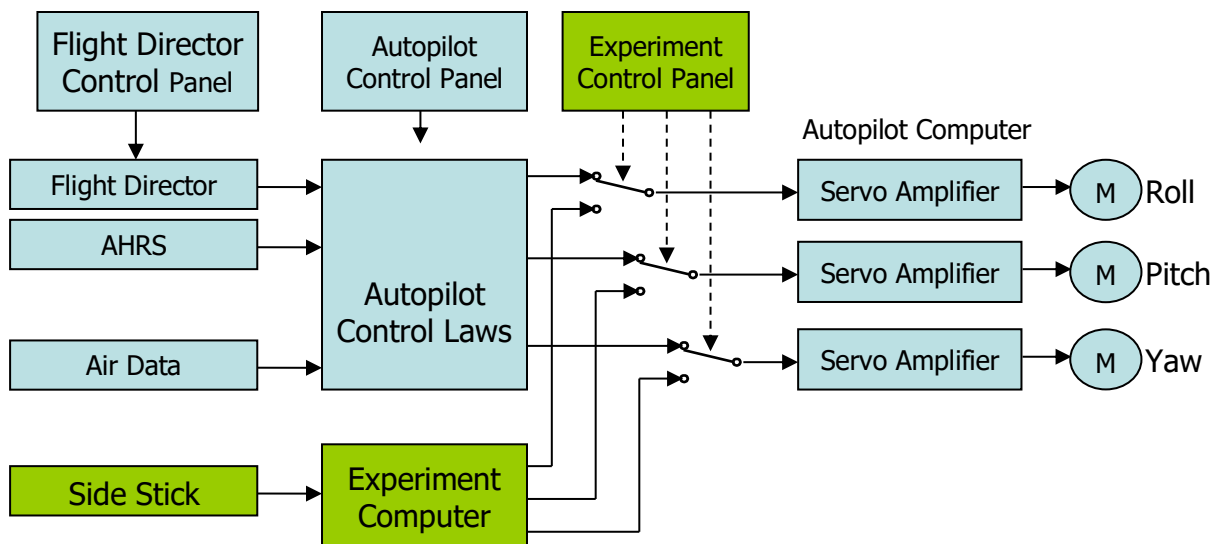 Flight Director
Control Panel
Autopilot
Control Panel
Experiment
Control Panel
Autopilot Computer
Flight Director
Servo Amplifier
M
Roll
AHRS
Autopilot
Control Laws
Servo Amplifier
M
Pitch
Air Data
Servo Amplifier
M
Yaw
Side Stick
Experiment
Computer